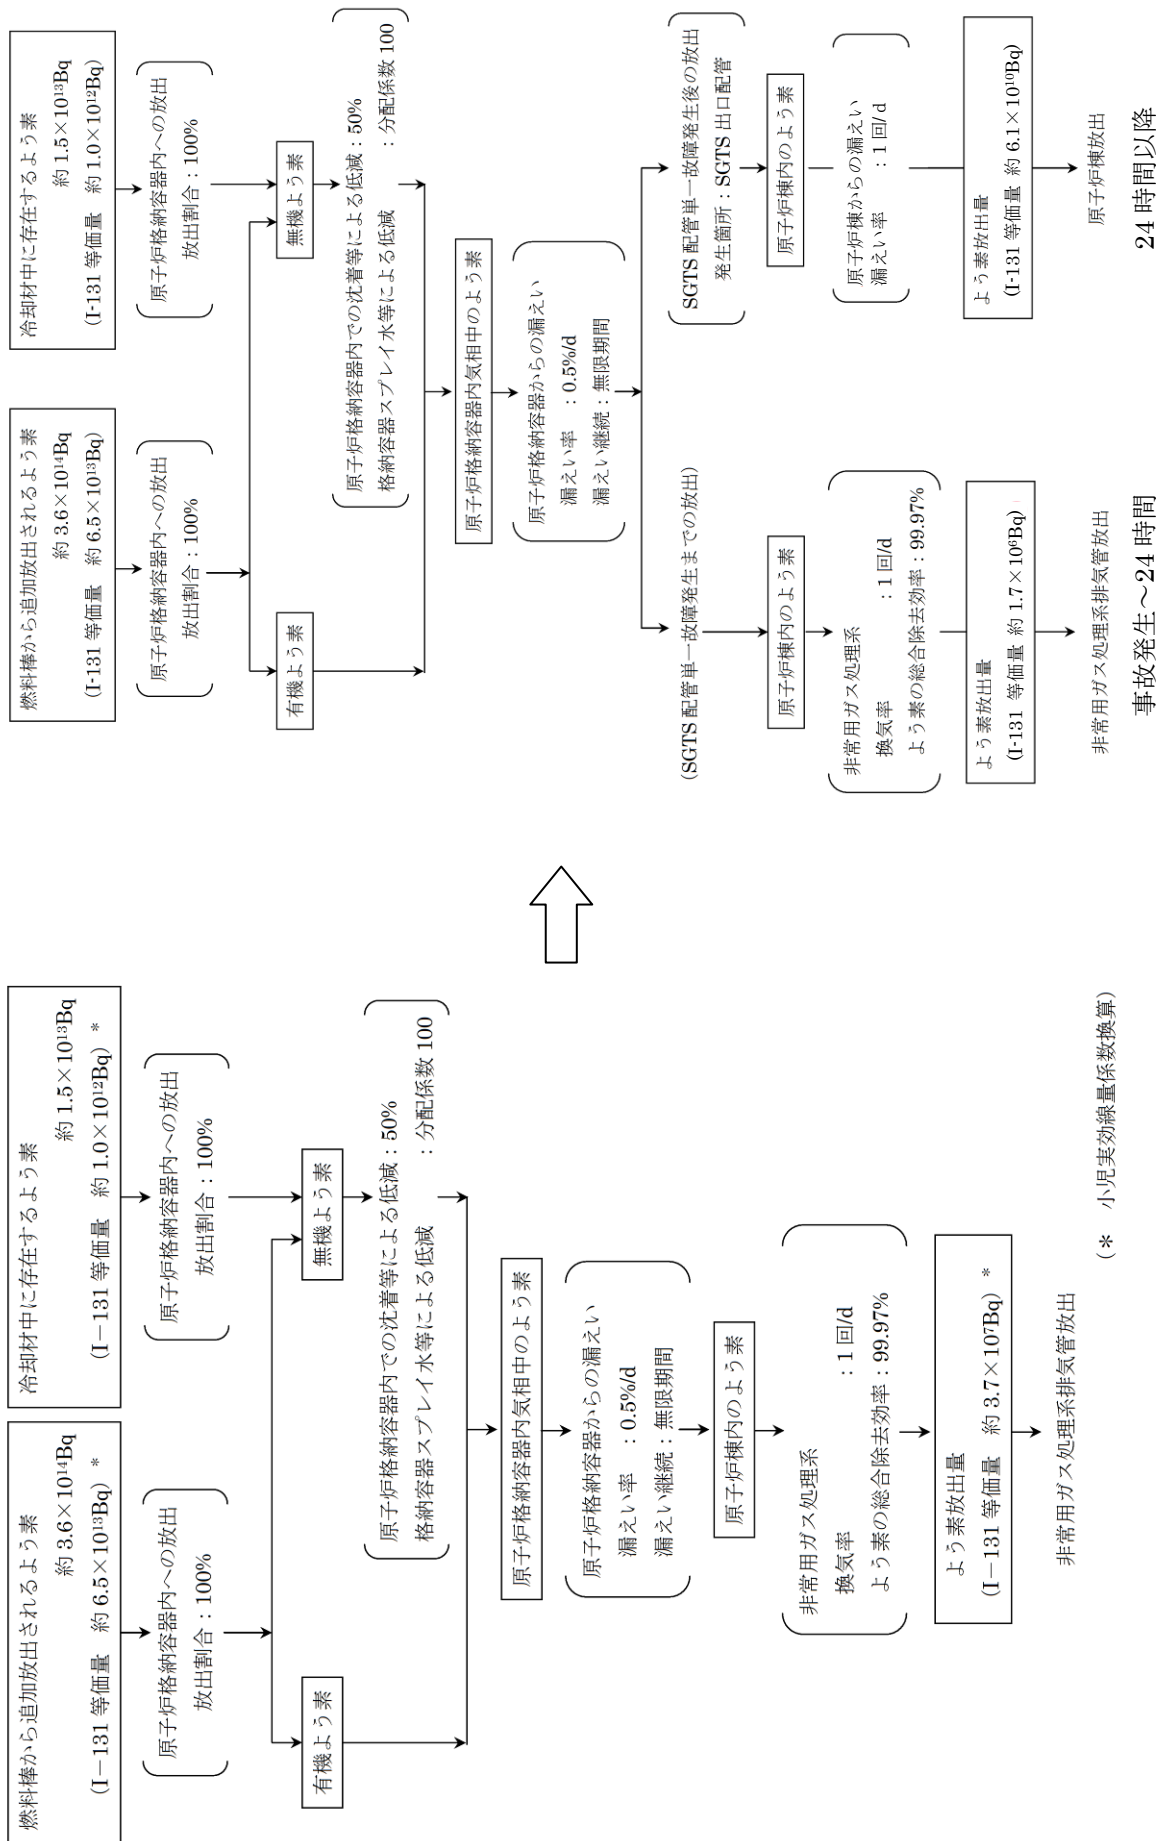 燃料棒から追加放出されるよう素
約 3.6×10¹⁴Bq
(I－131 等価量　約 6.5×10¹³Bq) *
冷却材中に存在するよう素
約 1.5×10¹³Bq
(I－131 等価量　約 1.0×10¹²Bq) *
原子炉格納容器内への放出
放出割合：100%
原子炉格納容器内への放出
放出割合：100%
有機よう素
無機よう素
原子炉格納容器内での沈着等による低減：50%
格納容器スプレイ水等による低減　：分配係数 100
原子炉格納容器内気相中のよう素
原子炉格納容器からの漏えい
漏えい率　：0.5%/d
漏えい継続：無限期間
原子炉棟内のよう素
非常用ガス処理系
換気率　：1 回/d
よう素の総合除去効率：99.97%
よう素放出量
(I－131 等価量　約 3.7×10⁷Bq) *
非常用ガス処理系排気管放出
(＊　小児実効線量係数換算)
燃料棒から追加放出されるよう素
約 3.6×10¹⁴Bq
(I-131 等価量　約 6.5×10¹³Bq)
冷却材中に存在するよう素
約 1.5×10¹³Bq
(I-131 等価量　約 1.0×10¹²Bq)
原子炉格納容器内への放出
放出割合：100%
原子炉格納容器内への放出
放出割合：100%
有機よう素
無機よう素
原子炉格納容器内での沈着等による低減：50%
格納容器スプレイ水等による低減　：分配係数 100
原子炉格納容器内気相中のよう素
原子炉格納容器からの漏えい
漏えい率　：0.5%/d
漏えい継続：無限期間
(SGTS 配管単一故障発生までの放出)
原子炉棟内のよう素
非常用ガス処理系
換気率　：1 回/d
よう素の総合除去効率：99.97%
よう素放出量
(I-131 等価量 約 1.7×10⁶Bq)
非常用ガス処理系排気管放出
事故発生～24 時間
SGTS 配管単一故障発生後の放出
発生箇所：SGTS 出口配管
原子炉棟内のよう素
原子炉棟からの漏えい
漏えい率　：1 回/d
よう素放出量
(I-131 等価量 約 6.1×10¹⁰Bq)
原子炉棟放出
24 時間以降